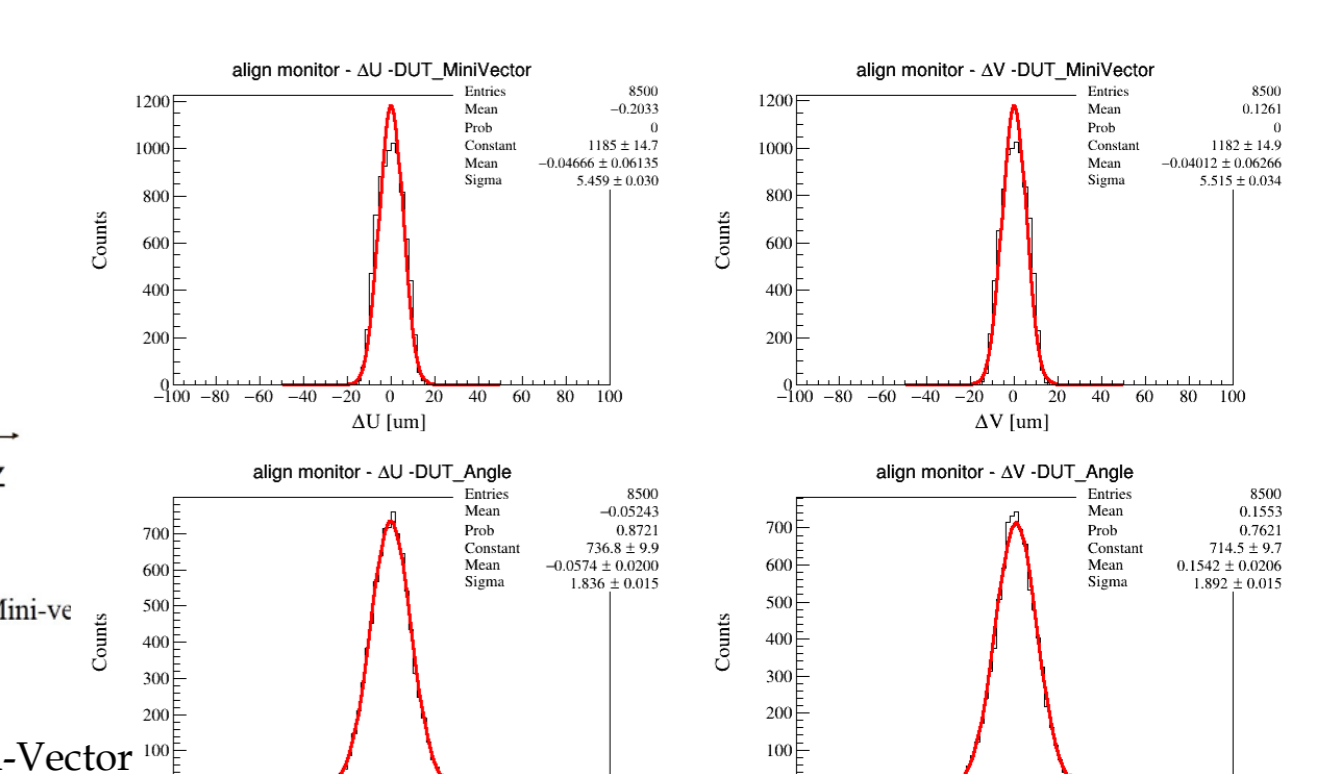 align monitor - ΔU -DUT_MiniVector
Entries 8500
Mean −0.2033
Prob 0
Constant 1185 ± 14.7
Mean −0.04666 ± 0.06135
Sigma 5.459 ± 0.030
Counts
1200
1000
800
600
400
200
0
−100 −80 −60 −40 −20 0 20 40 60 80 100
ΔU [um]
align monitor - ΔV -DUT_MiniVector
Entries 8500
Mean 0.1261
Prob 0
Constant 1182 ± 14.9
Mean −0.04012 ± 0.06266
Sigma 5.515 ± 0.034
Counts
1200
1000
800
600
400
200
0
−100 −80 −60 −40 −20 0 20 40 60 80 100
ΔV [um]
align monitor - ΔU -DUT_Angle
Entries 8500
Mean −0.05243
Prob 0.8721
Constant 736.8 ± 9.9
Mean −0.0574 ± 0.0200
Sigma 1.836 ± 0.015
Counts
700
600
500
400
300
200
100
align monitor - ΔV -DUT_Angle
Entries 8500
Mean 0.1553
Prob 0.7621
Constant 714.5 ± 9.7
Mean 0.1542 ± 0.0206
Sigma 1.892 ± 0.015
Counts
700
600
500
400
300
200
100
-Vector